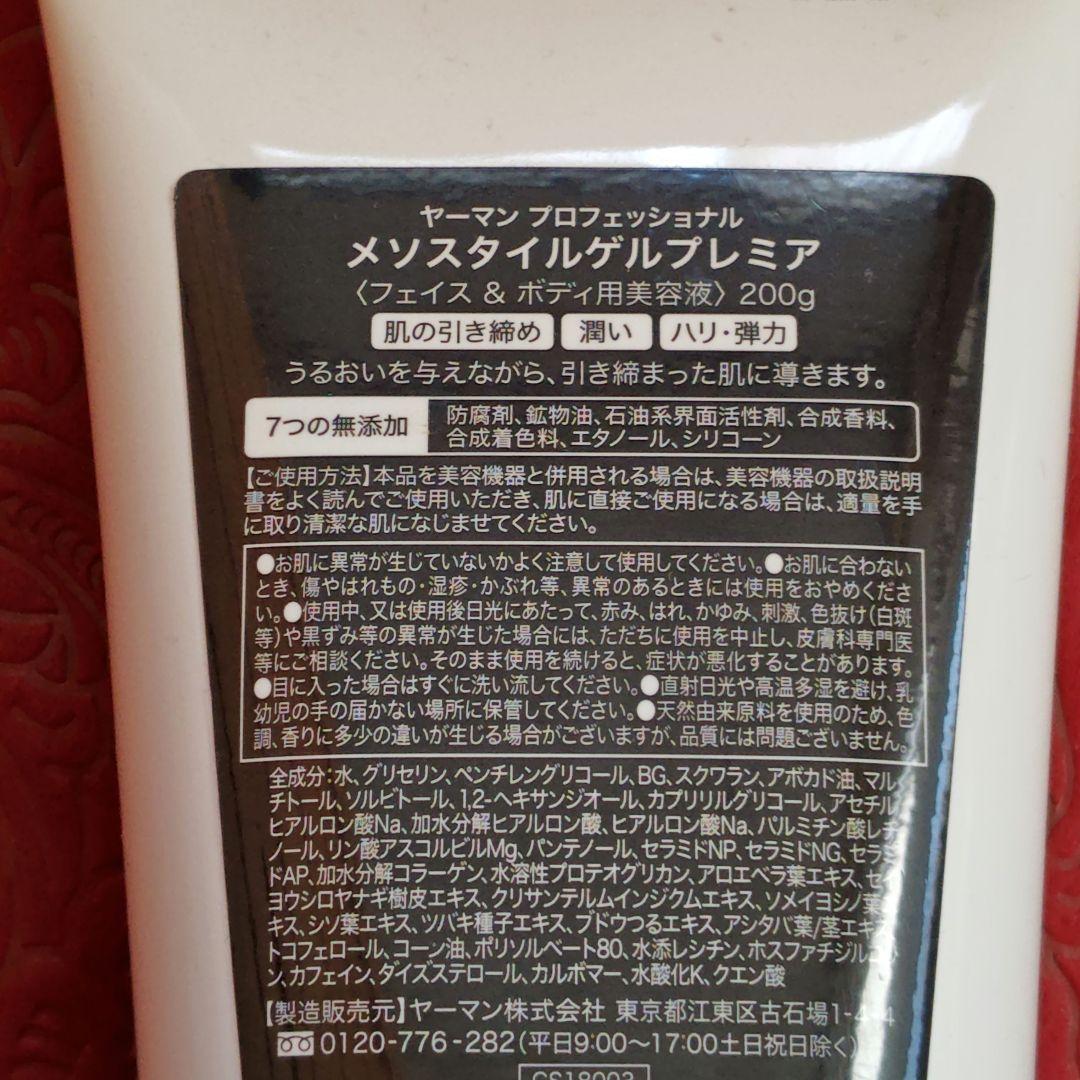 ヤーマン プロフェッショナル
メソスタイルゲルプレミア
〈フェイス & ボディ用美容液〉200g
肌の引き締め 潤い ハリ・弾力
うるおいを与えながら、引き締まった肌に導きます。
7つの無添加
防腐剤、鉱物油、石油系界面活性剤、合成香料、
合成着色料、エタノール、シリコーン
【ご使用方法】本品を美容機器と併用される場合は、美容機器の取扱説明
書をよく読んでご使用いただき、肌に直接ご使用になる場合は、適量を手
に取り清潔な肌になじませてください。
●お肌に異常が生じていないかよく注意して使用してください。●お肌に合わない
とき、傷やはれもの・湿疹・かぶれ等、異常のあるときには使用をおやめくださ
い。●使用中、又は使用後日光にあたって、赤み、はれ、かゆみ、刺激、色抜け(白斑
等)や黒ずみ等の異常が生じた場合には、ただちに使用を中止し、皮膚科専門医
等にご相談ください。そのまま使用を続けると、症状が悪化することがあります。
●目に入った場合はすぐに洗い流してください。●直射日光や高温多湿を避け、乳
幼児の手の届かない場所に保管してください。●天然由来原料を使用のため、色
調、香りに多少の違いが生じる場合がございますが、品質には問題ございません。
全成分:水、グリセリン、ペンチレングリコール、BG、スクワラン、アボカド油、マル
チトール、ソルビトール、1,2-ヘキサンジオール、カプリリルグリコール、アセチル
ヒアルロン酸Na、加水分解ヒアルロン酸、ヒアルロン酸Na、パルミチン酸レチ
ノール、リン酸アスコルビルMg、パンテノール、セラミドNP、セラミドNG、セラミ
ドAP、加水分解コラーゲン、水溶性プロテオグリカン、アロエベラ葉エキス、セイ
ヨウシロヤナギ樹皮エキス、クリサンテルムインジクムエキス、ソメイヨシノ葉
キス、シソ葉エキス、ツバキ種子エキス、ブドウつるエキス、アシタバ葉/茎エキス
トコフェロール、コーン油、ポリソルベート80、水添レシチン、ホスファチジルコリ
ン、カフェイン、ダイズステロール、カルボマー、水酸化K、クエン酸
【製造販売元】ヤーマン株式会社 東京都江東区古石場1-4-4
0120-776-282(平日9:00〜17:00土日祝日除く)